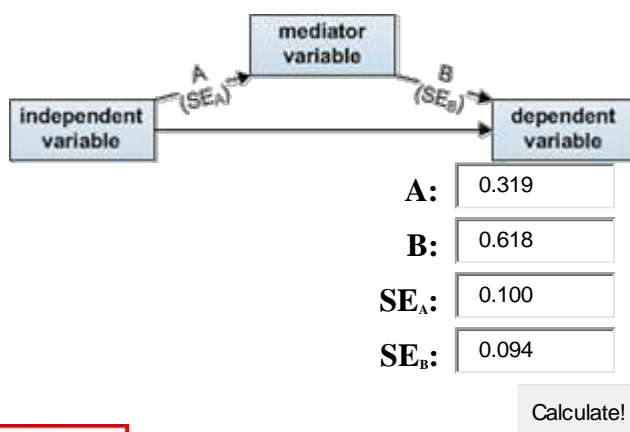 mediator
variable
A
(SEA)
B
(SEB)
independent
variable
dependent
variable
A: 0.319
B: 0.618
SEA: 0.100
SEB: 0.094
Calculate!